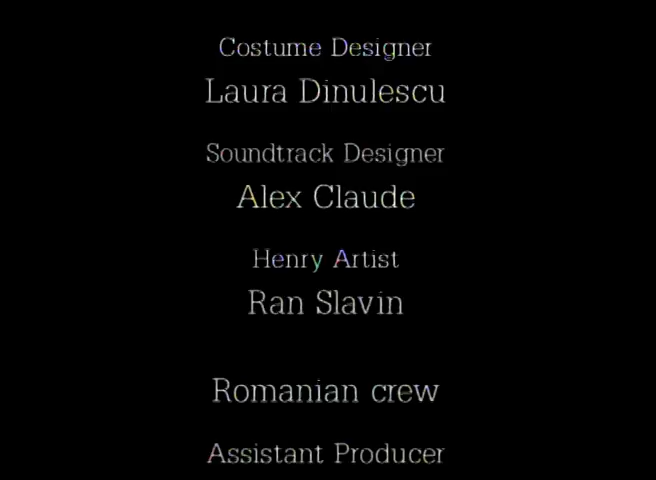 Costume Designer
Laura Dinulescu
Soundtrack Designer
Alex Claude
Henry Artist
Ran Slavin
Romanian crew
Assistant Producer